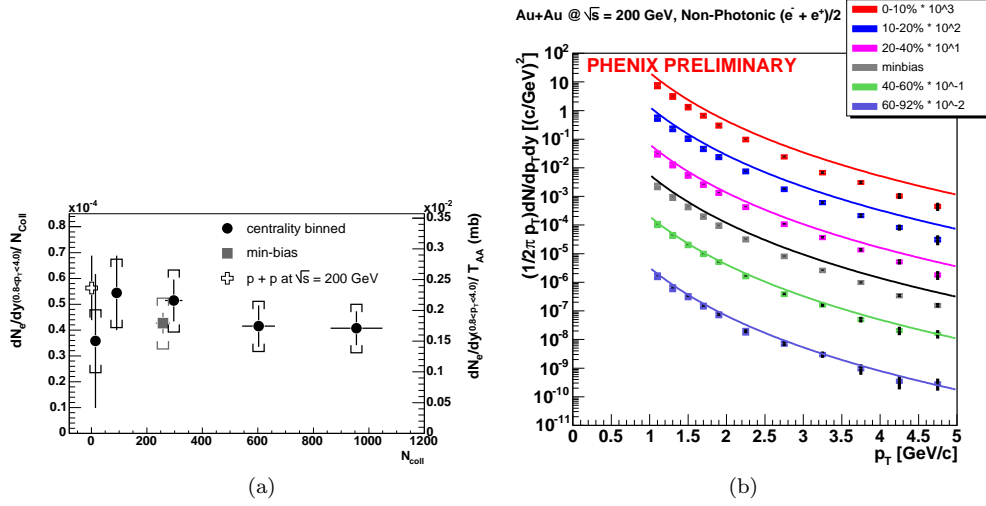 x10^-4
x10^-2
0.8
0.7
0.6
0.5
0.4
0.3
0.2
0.1
0
0.35
0.3
0.25
0.2
0.15
0.1
0.05
0
dN_e/dy^(0.8<p_T<4.0)/ N_Coll
dN_e/dy^(0.8<p_T<4.0)/ T_AA (mb)
centrality binned
min-bias
p + p at √s = 200 GeV
0 200 400 600 800 1000 1200
N_coll
(a)
Au+Au @ √s = 200 GeV, Non-Photonic (e^- + e^+)/2
0-10% * 10^3
10-20% * 10^2
20-40% * 10^1
minbias
40-60% * 10^-1
60-92% * 10^-2
PHENIX PRELIMINARY
(1/2π p_T)dN/dp_Tdy [(c/GeV)^2]
10^2
10
1
10^-1
10^-2
10^-3
10^-4
10^-5
10^-6
10^-7
10^-8
10^-9
10^-10
10^-11
0 0.5 1 1.5 2 2.5 3 3.5 4 4.5 5
p_T [GeV/c]
(b)